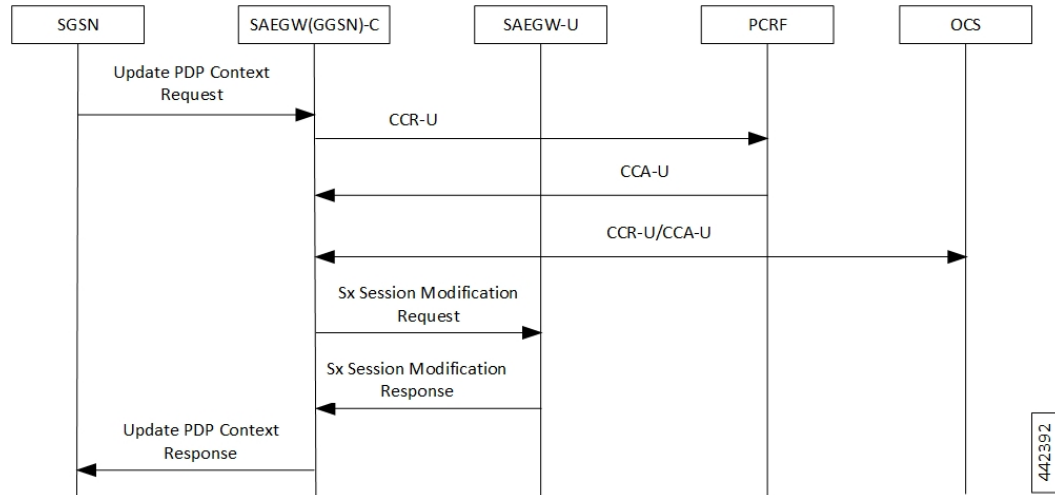 SGSN
SAEGW(GGSN)-C
SAEGW-U
PCRF
OCS
Update PDP Context
Request
CCR-U
CCA-U
CCR-U/CCA-U
Sx Session Modification
Request
Sx Session Modification
Response
Update PDP Context
Response
442392